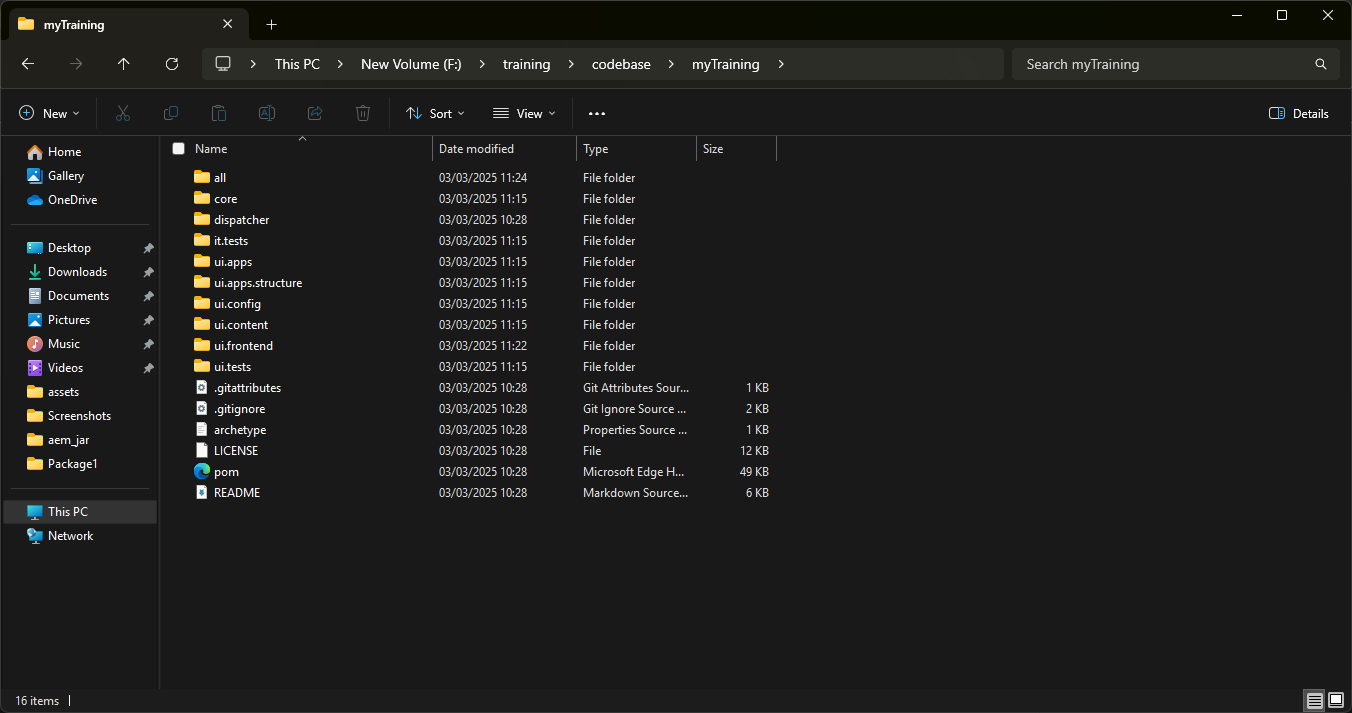 myTraining
This PC New Volume (F:) training codebase myTraining
Search myTraining
New
Sort
View
Details
Home
Gallery
OneDrive
Desktop
Downloads
Documents
Pictures
Music
Videos
assets
Screenshots
aem_jar
Package1
This PC
Network
Name Date modified Type Size
all 03/03/2025 11:24 File folder
core 03/03/2025 11:15 File folder
dispatcher 03/03/2025 10:28 File folder
it.tests 03/03/2025 11:15 File folder
ui.apps 03/03/2025 11:15 File folder
ui.apps.structure 03/03/2025 11:15 File folder
ui.config 03/03/2025 11:15 File folder
ui.content 03/03/2025 11:15 File folder
ui.frontend 03/03/2025 11:22 File folder
ui.tests 03/03/2025 11:15 File folder
.gitattributes 03/03/2025 10:28 Git Attributes Sour... 1 KB
.gitignore 03/03/2025 10:28 Git Ignore Source ... 2 KB
archetype 03/03/2025 10:28 Properties Source ... 1 KB
LICENSE 03/03/2025 10:28 File 12 KB
pom 03/03/2025 10:28 Microsoft Edge H... 49 KB
README 03/03/2025 10:28 Markdown Source... 6 KB
16 items